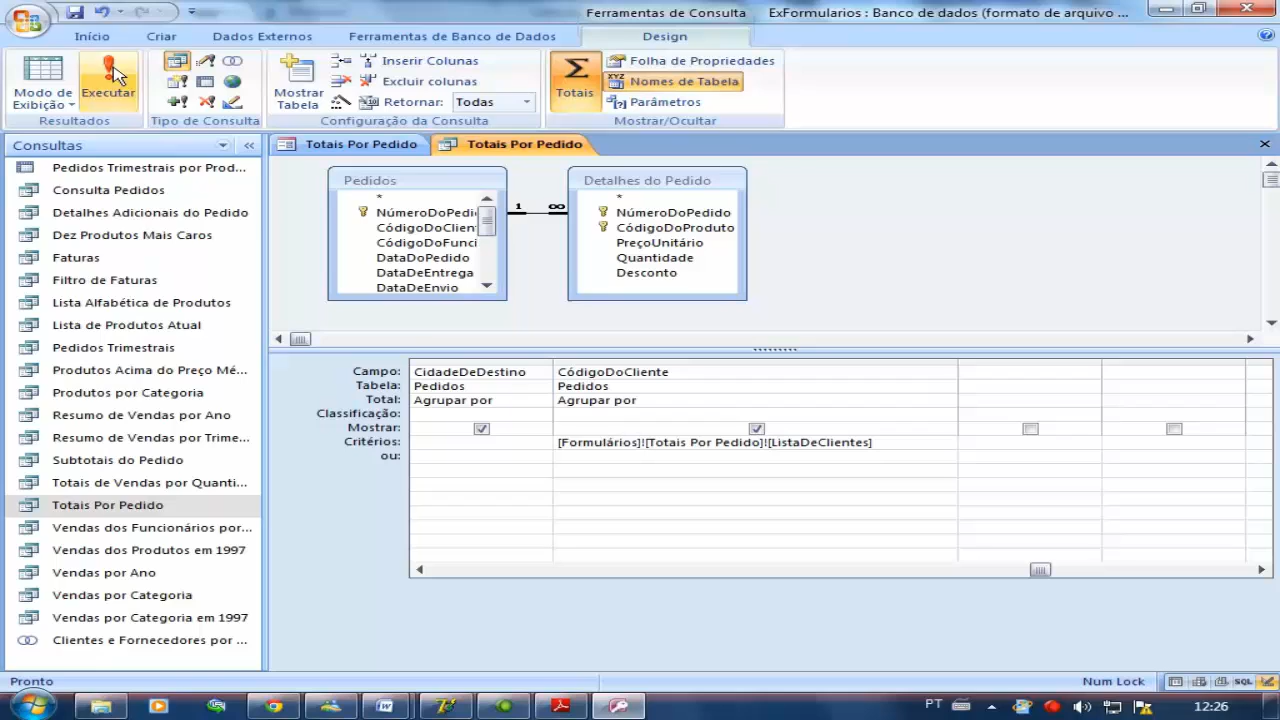 Ferramentas de Consulta
ExFormularios : Banco de dados (formato de arquivo ...
Início
Criar
Dados Externos
Ferramentas de Banco de Dados
Design
Modo de Exibição
Executar
Resultados
Tipo de Consulta
Mostrar Tabela
Inserir Colunas
Excluir colunas
Retornar: Todas
Configuração da Consulta
Σ
Totais
Folha de Propriedades
XYZ Nomes de Tabela
Parâmetros
Mostrar/Ocultar
Consultas
Pedidos Trimestrais por Prod...
Consulta Pedidos
Detalhes Adicionais do Pedido
Dez Produtos Mais Caros
Faturas
Filtro de Faturas
Lista Alfabética de Produtos
Lista de Produtos Atual
Pedidos Trimestrais
Produtos Acima do Preço Mé...
Produtos por Categoria
Resumo de Vendas por Ano
Resumo de Vendas por Trime...
Subtotais do Pedido
Totais de Vendas por Quanti...
Totais Por Pedido
Vendas dos Funcionários por...
Vendas dos Produtos em 1997
Vendas por Ano
Vendas por Categoria
Vendas por Categoria em 1997
Clientes e Fornecedores por ...
Totais Por Pedido
Totais Por Pedido
Pedidos
*
NúmeroDoPedi
CódigoDoClient
CódigoDoFunci
DataDoPedido
DataDeEntrega
DataDeEnvio
1 ∞
Detalhes do Pedido
*
NúmeroDoPedido
CódigoDoProduto
PreçoUnitário
Quantidade
Desconto
Campo: CidadeDeDestino CódigoDoCliente
Tabela: Pedidos Pedidos
Total: Agrupar por Agrupar por
Classificação:
Mostrar:
Critérios: [Formulários]![Totais Por Pedido]![ListaDeClientes]
ou:
Pronto
Num Lock
SQL
PT
12:26